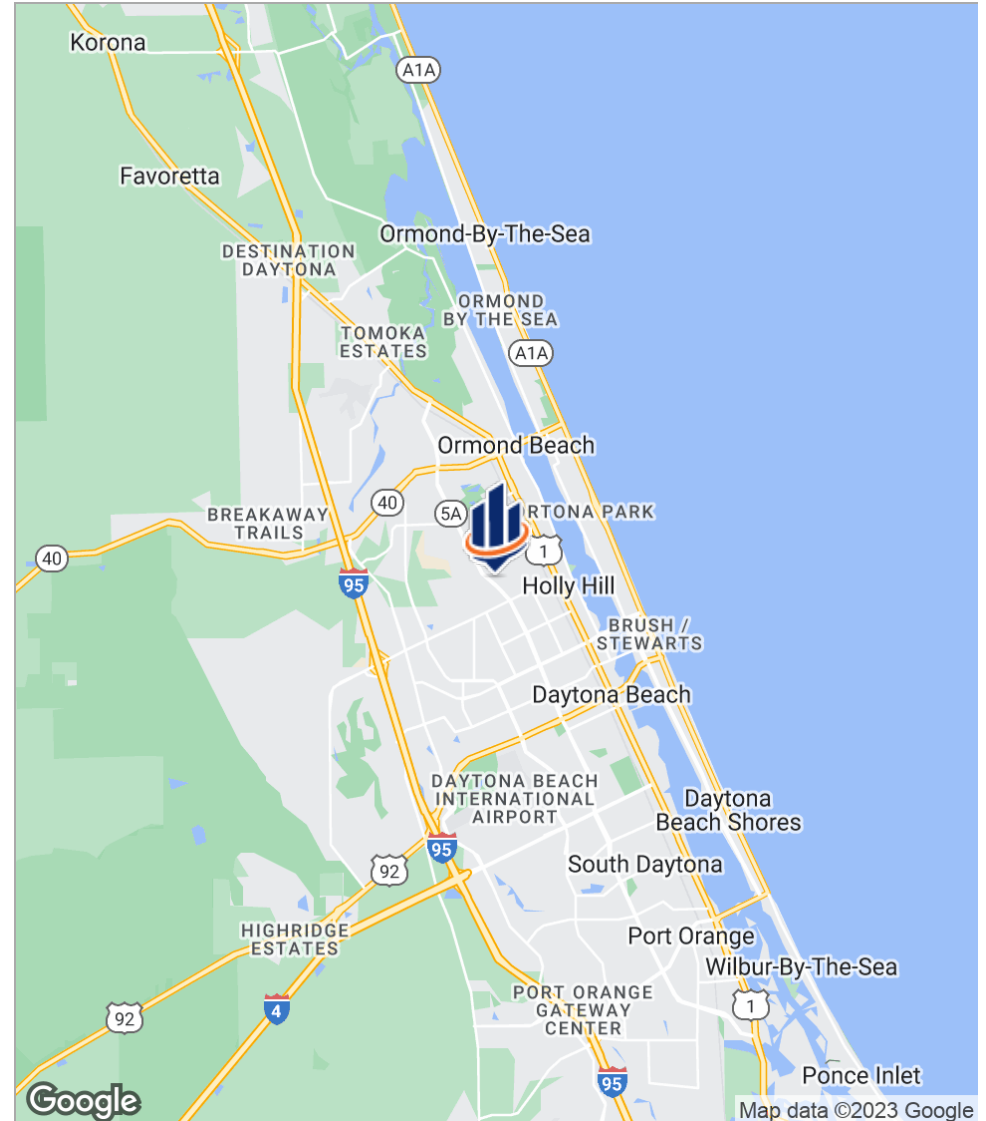 Korona
A1A
Favoretta
Ormond-By-The-Sea
DESTINATION
DAYTONA
ORMOND
BY THE SEA
TOMOKA
ESTATES
A1A
Ormond Beach
40
5A
ORTONA PARK
BREAKAWAY
TRAILS
40
1
95
Holly Hill
BRUSH /
STEWARTS
Daytona Beach
DAYTONA BEACH
INTERNATIONAL
AIRPORT
Daytona
Beach Shores
95
92
South Daytona
HIGHRIDGE
ESTATES
Port Orange
Wilbur-By-The-Sea
PORT ORANGE
GATEWAY
CENTER
1
4
92
95
Ponce Inlet
Google
Map data ©2023 Google